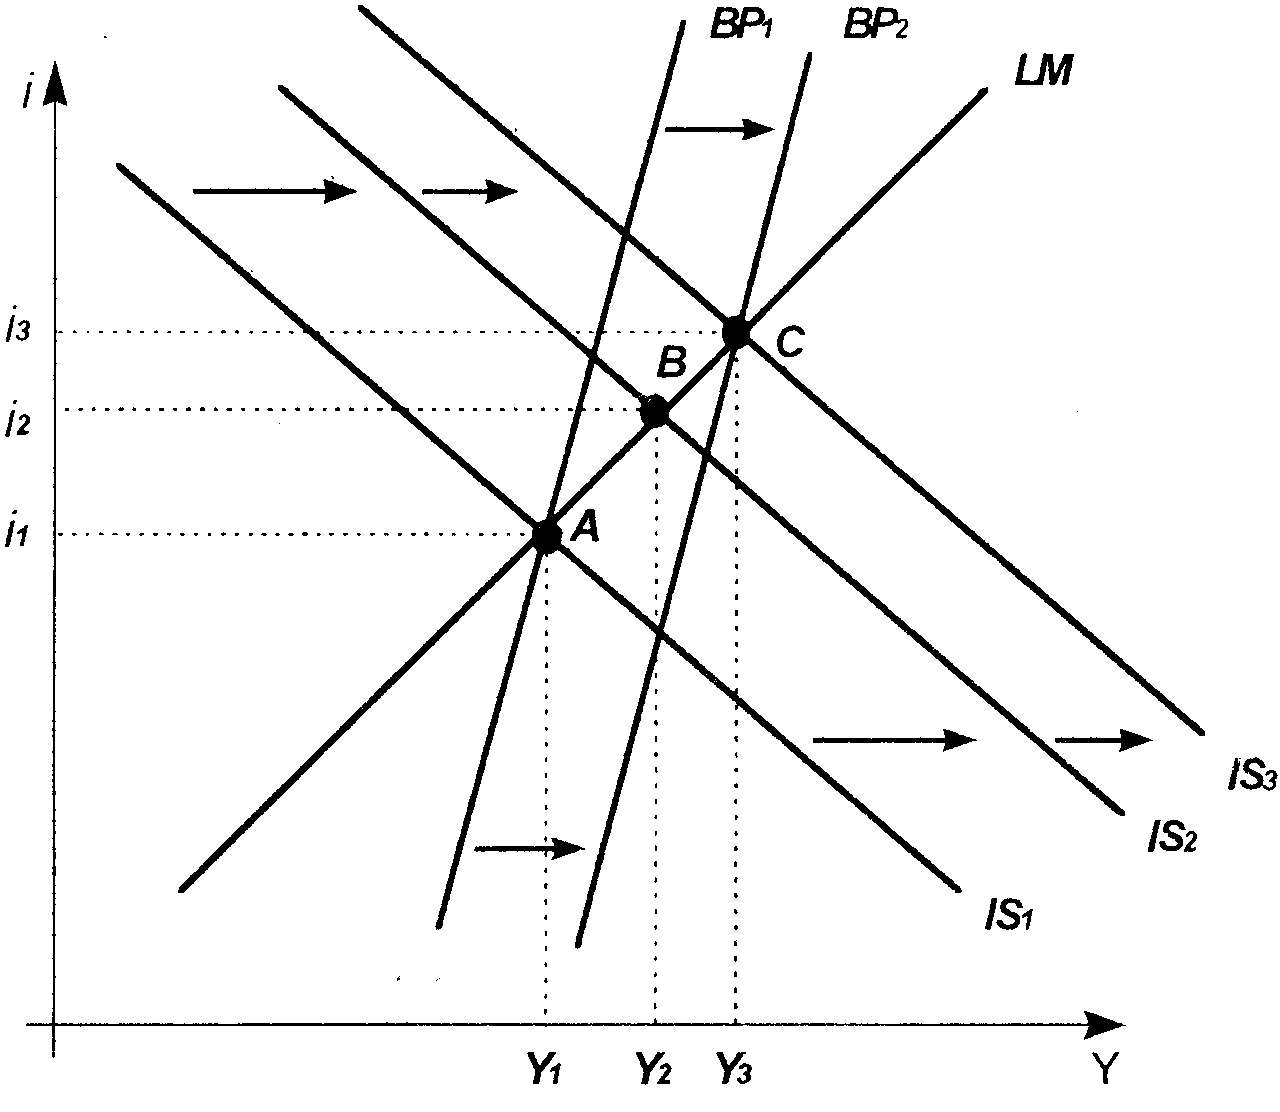 BP1 BP2
LM
i
i3 C
B
i2
i1 A
IS3
IS2
IS1
Y1 Y2 Y3 Y